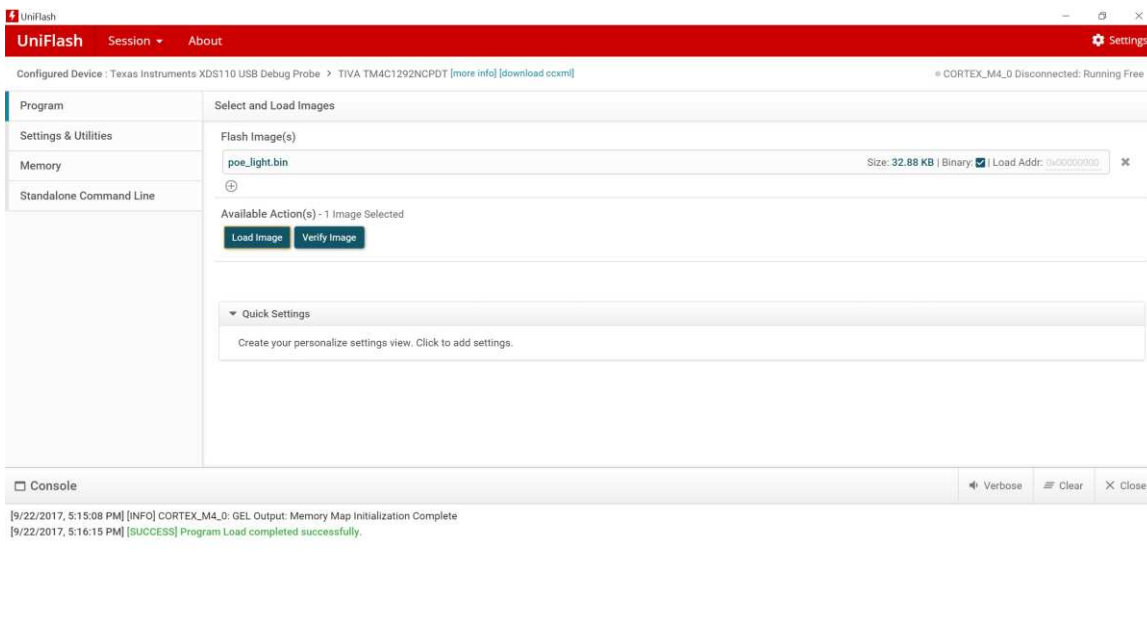 UniFlash
UniFlash Session About Settings
Configured Device : Texas Instruments XDS110 USB Debug Probe > TIVA TM4C1292NCPDT [more info] [download ccxml] CORTEX_M4_0 Disconnected: Running Free
Program
Settings & Utilities
Memory
Standalone Command Line
Select and Load Images
Flash Image(s)
poe_light.bin Size: 32.88 KB | Binary: | Load Addr: 0x00000000
Available Action(s) - 1 Image Selected
Load Image Verify Image
Quick Settings
Create your personalize settings view. Click to add settings.
Console Verbose Clear Close
[9/22/2017, 5:15:08 PM] [INFO] CORTEX_M4_0: GEL Output: Memory Map Initialization Complete
[9/22/2017, 5:16:15 PM] [SUCCESS] Program Load completed successfully.